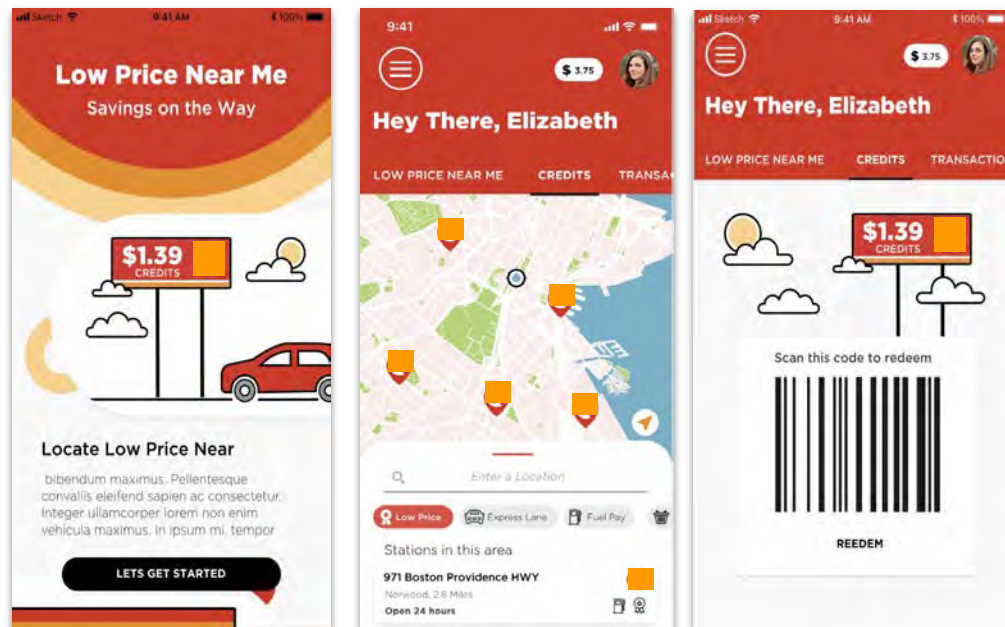 Sketch 9:41 AM 100%
Low Price Near Me
Savings on the Way
$1.39
CREDITS
Locate Low Price Near
bibendum maximus. Pellentesque
convallis eleifend sapien ac consectetur.
Integer ullamcorper lorem non enim
vehicula maximus. In ipsum mi, tempor
LETS GET STARTED
9:41
$ 3.75
Hey There, Elizabeth
LOW PRICE NEAR ME CREDITS TRANSA
Enter a Location
Low Price Express Lane Fuel Pay
Stations in this area
971 Boston Providence HWY
Norwood, 2.6 Miles
Open 24 hours
Sketch 9:41 AM 100%
$ 3.75
Hey There, Elizabeth
LOW PRICE NEAR ME CREDITS TRANSACTIO
$1.39
CREDITS
Scan this code to redeem
REEDEM